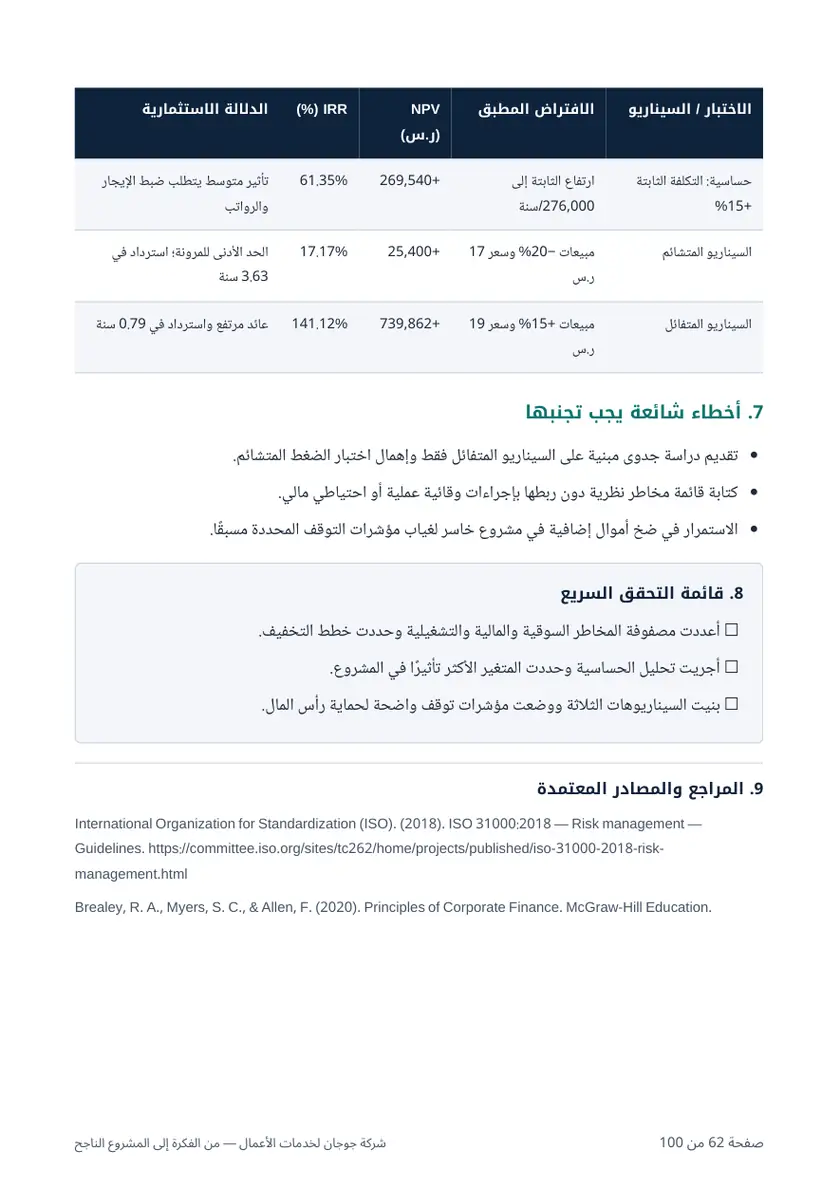 الاختبار / السيناريو الافتراض المطبق NPV (ر.س) IRR (%) الدلالة الاستثمارية
حساسية: التكلفة الثابتة +15% ارتفاع الثابتة إلى 276,000/سنة +269,540 61.35% تأثير متوسط يتطلب ضبط الإيجار والرواتب
السيناريو المتشائم مبيعات −20% وسعر 17 ر.س +25,400 17.17% الحد الأدنى للمرونة؛ استرداد في 3.63 سنة
السيناريو المتفائل مبيعات +15% وسعر 19 ر.س +739,862 141.12% عائد مرتفع واسترداد في 0.79 سنة
7. أخطاء شائعة يجب تجنبها
• تقديم دراسة جدوى مبنية على السيناريو المتفائل فقط وإهمال اختبار الضغط المتشائم.
• كتابة قائمة مخاطر نظرية دون ربطها بإجراءات وقائية عملية أو احتياطي مالي.
• الاستمرار في ضخ أموال إضافية في مشروع خاسر لغياب مؤشرات التوقف المحددة مسبقًا.
8. قائمة التحقق السريع
☐ أعددت مصفوفة المخاطر السوقية والمالية والتشغيلية وحددت خطط التخفيف.
☐ أجريت تحليل الحساسية وحددت المتغير الأكثر تأثيرًا في المشروع.
☐ بنيت السيناريوهات الثلاثة ووضعت مؤشرات توقف واضحة لحماية رأس المال.
9. المراجع والمصادر المعتمدة
International Organization for Standardization (ISO). (2018). ISO 31000:2018 — Risk management —
Guidelines. https://committee.iso.org/sites/tc262/home/projects/published/iso-31000-2018-risk-
management.html
Brealey, R. A., Myers, S. C., & Allen, F. (2020). Principles of Corporate Finance. McGraw-Hill Education.
صفحة 62 من 100
شركة جوجان لخدمات الأعمال — من الفكرة إلى المشروع الناجح